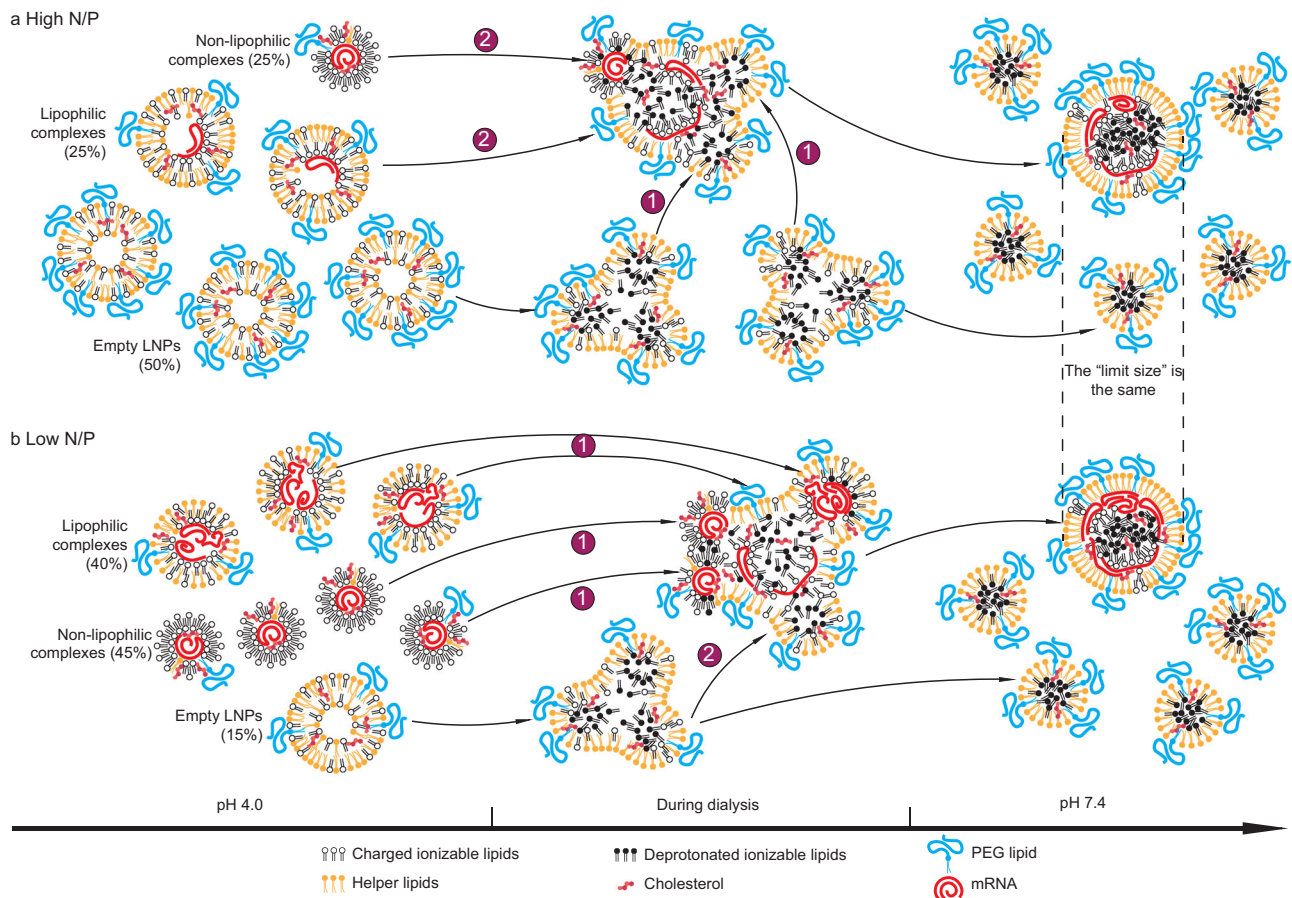 a High N/P
Non-lipophilic
complexes (25%)
2
Lipophilic
complexes
(25%)
2
1
1
Empty LNPs
(50%)
The “limit size” is
the same
b Low N/P
1
Lipophilic
complexes
(40%)
1
1
Non-lipophilic
complexes (45%)
2
Empty LNPs
(15%)
pH 4.0
During dialysis
pH 7.4
Charged ionizable lipids
Deprotonated ionizable lipids
PEG lipid
Helper lipids
Cholesterol
mRNA